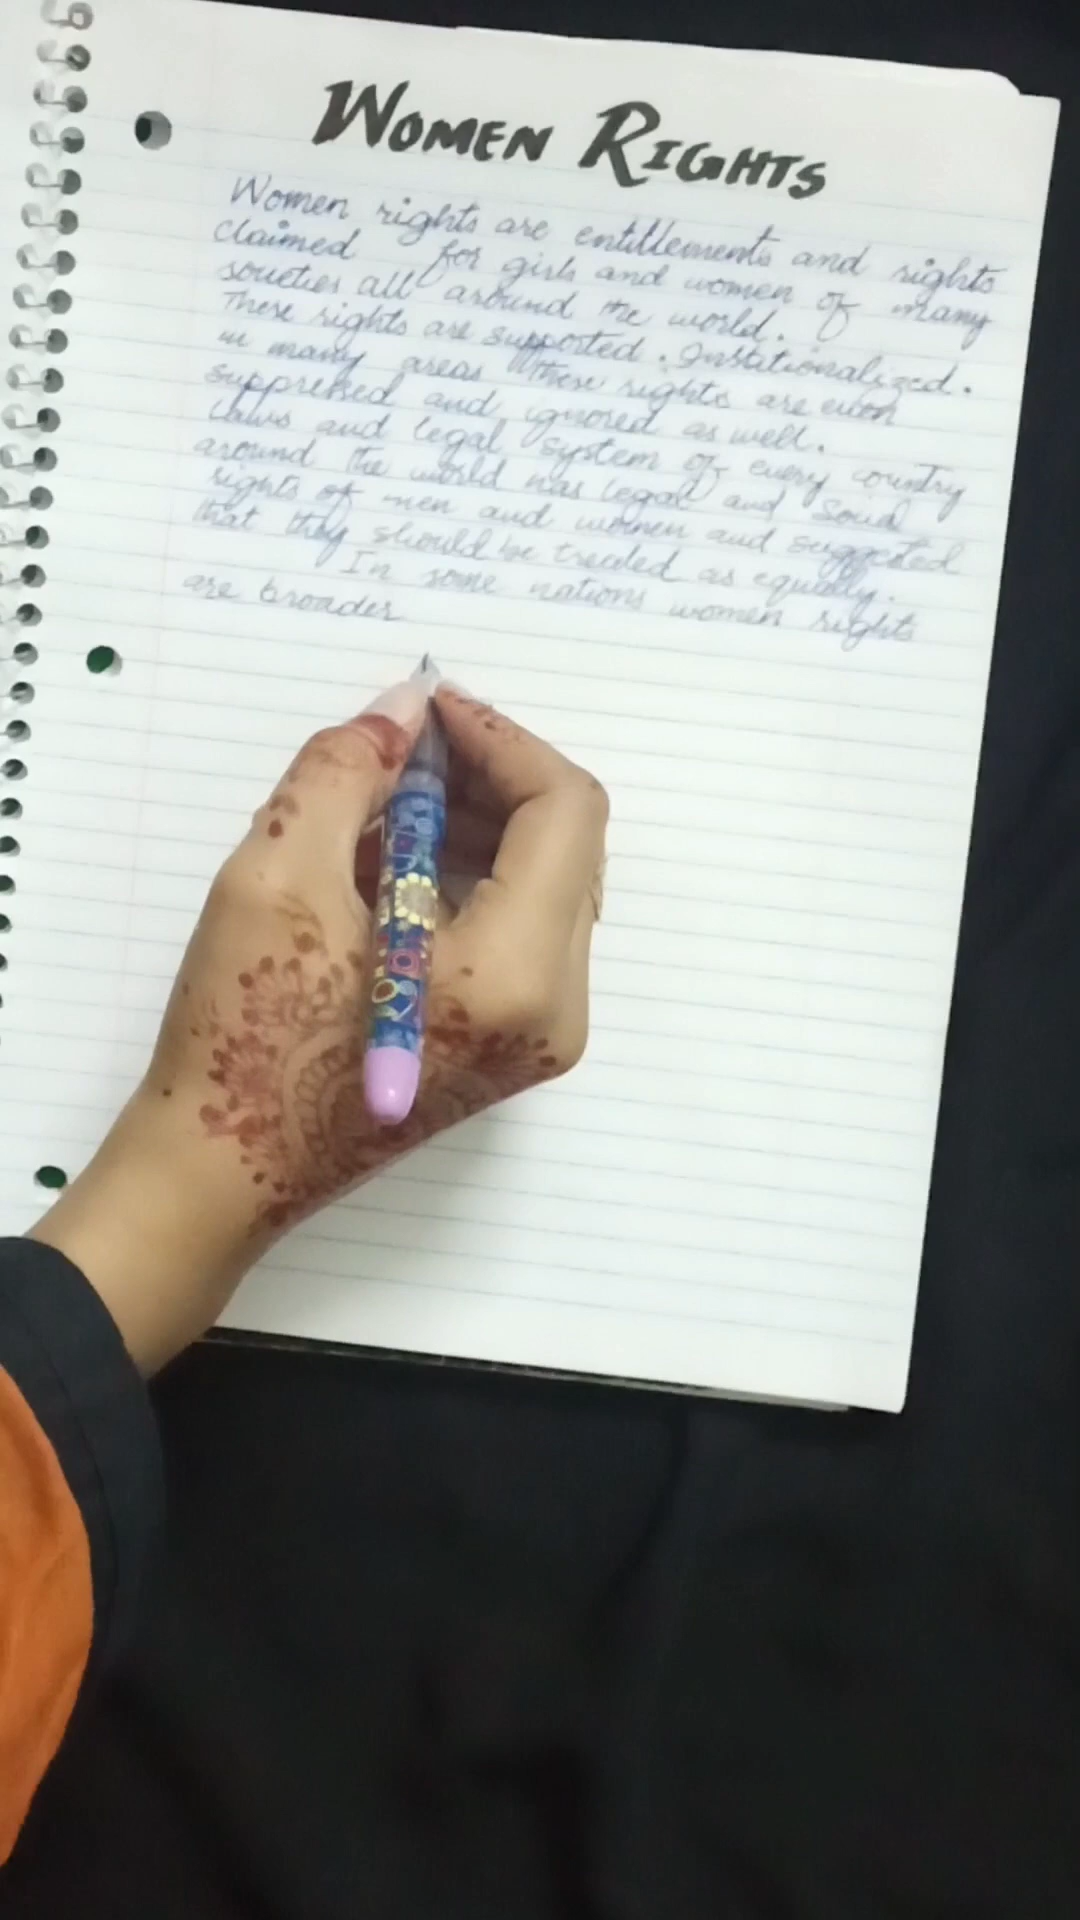 WOMEN RIGHTS
Women rights are entitlements and rights
claimed for girls and women of many
societies all around the world.
These rights are supported. Instationalized.
in many areas these rights are even
suppressed and ignored as well.
Laws and legal system of every country
around the world has legal and social
rights of men and women and suggested
that they should be treated as equally.
In some nations women rights
are broader